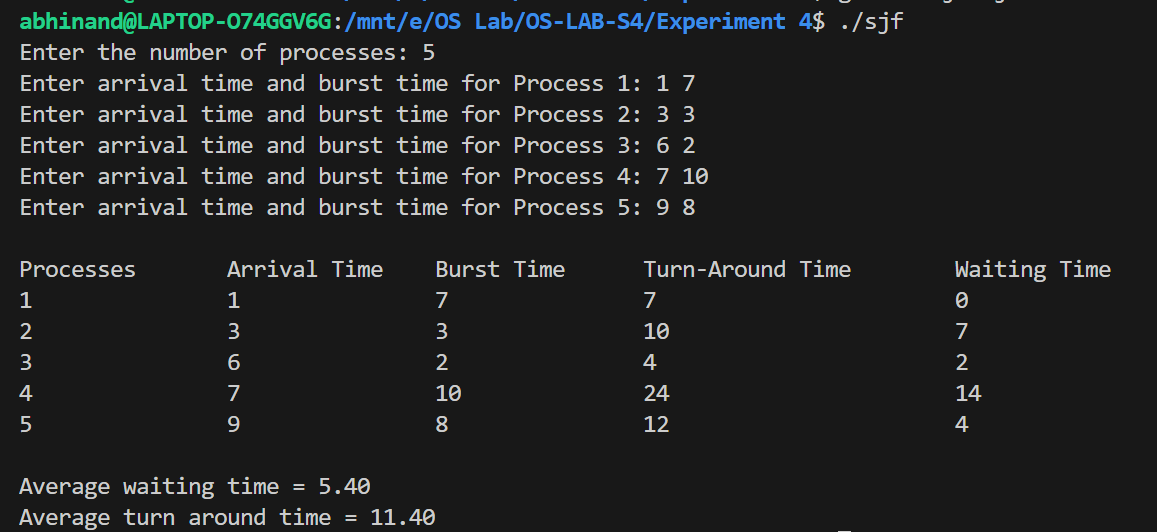 abhinand@LAPTOP-O74GGV6G:/mnt/e/OS Lab/OS-LAB-S4/Experiment 4$ ./sjf
Enter the number of processes: 5
Enter arrival time and burst time for Process 1: 1 7
Enter arrival time and burst time for Process 2: 3 3
Enter arrival time and burst time for Process 3: 6 2
Enter arrival time and burst time for Process 4: 7 10
Enter arrival time and burst time for Process 5: 9 8
Processes Arrival Time Burst Time Turn-Around Time Waiting Time
1 1 7 7 0
2 3 3 10 7
3 6 2 4 2
4 7 10 24 14
5 9 8 12 4
Average waiting time = 5.40
Average turn around time = 11.40